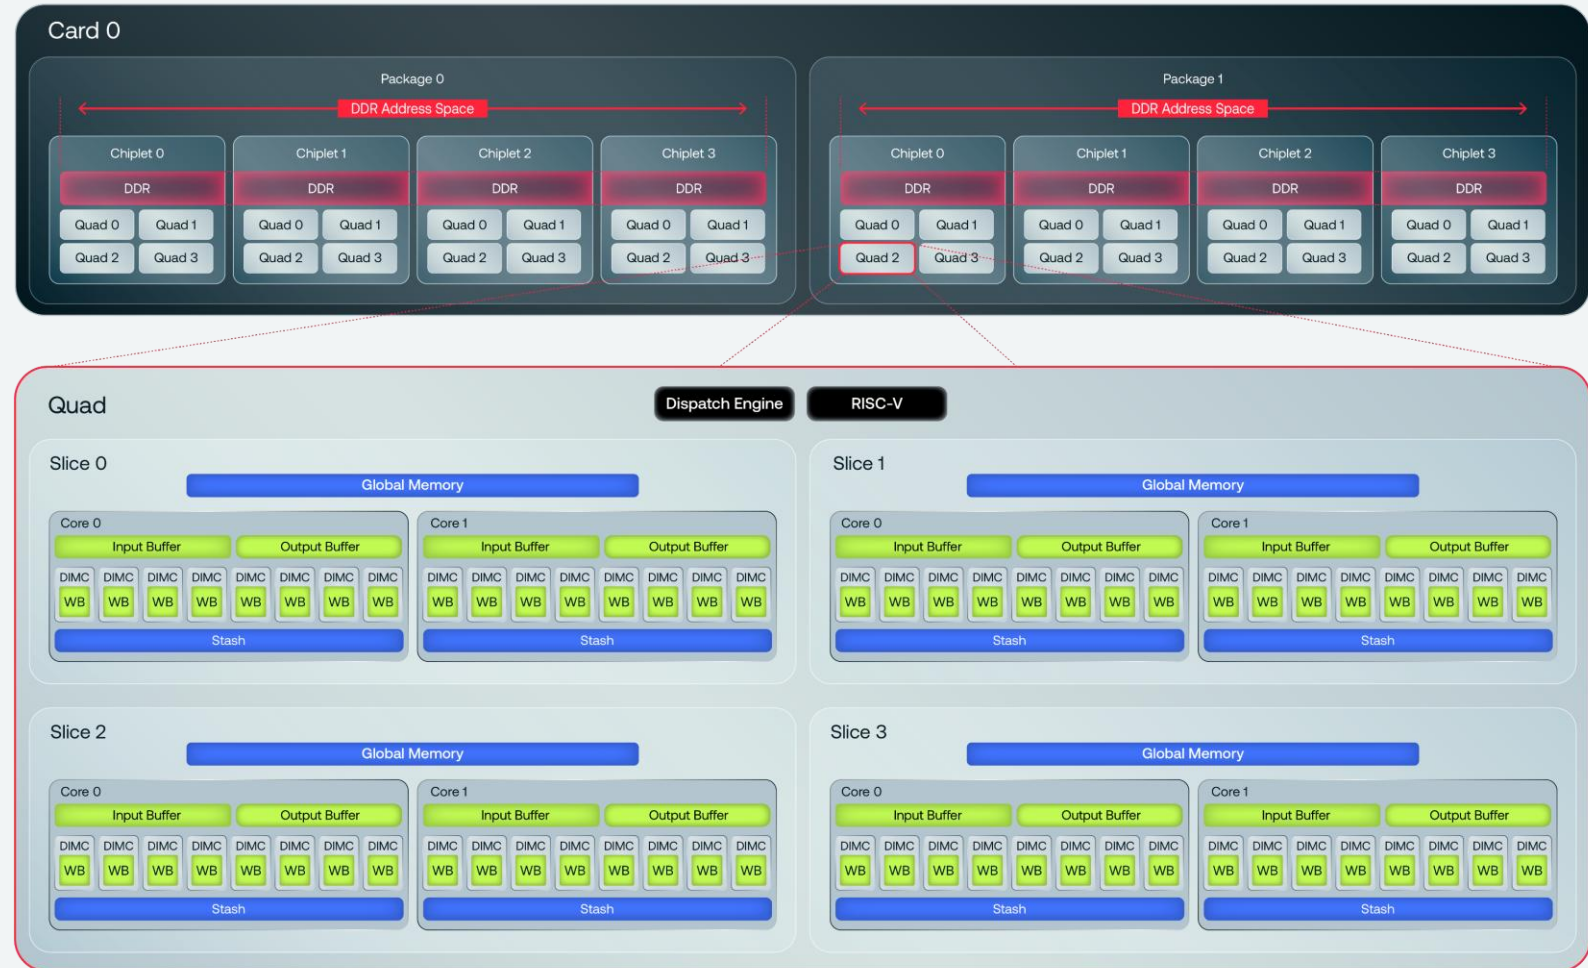 Card 0
Package 0 Package 1
DDR Address Space DDR Address Space
Chiplet 0 Chiplet 1 Chiplet 2 Chiplet 3 Chiplet 0 Chiplet 1 Chiplet 2 Chiplet 3
DDR DDR DDR DDR DDR DDR DDR DDR
Quad 0 Quad 1 Quad 0 Quad 1 Quad 0 Quad 1 Quad 0 Quad 1 Quad 0 Quad 1 Quad 0 Quad 1 Quad 0 Quad 1 Quad 0 Quad 1
Quad 2 Quad 3 Quad 2 Quad 3 Quad 2 Quad 3 Quad 2 Quad 3 Quad 2 Quad 3 Quad 2 Quad 3 Quad 2 Quad 3 Quad 2 Quad 3
Quad Dispatch Engine RISC-V
Slice 0 Slice 1
Global Memory Global Memory
Core 0 Core 1 Core 0 Core 1
Input Buffer Output Buffer Input Buffer Output Buffer Input Buffer Output Buffer Input Buffer Output Buffer
DIMC DIMC DIMC DIMC DIMC DIMC DIMC DIMC DIMC DIMC DIMC DIMC DIMC DIMC DIMC DIMC DIMC DIMC DIMC DIMC DIMC DIMC DIMC DIMC DIMC DIMC DIMC DIMC DIMC DIMC DIMC DIMC
WB WB WB WB WB WB WB WB WB WB WB WB WB WB WB WB WB WB WB WB WB WB WB WB WB WB WB WB WB WB WB WB
Stash Stash Stash Stash
Slice 2 Slice 3
Global Memory Global Memory
Core 0 Core 1 Core 0 Core 1
Input Buffer Output Buffer Input Buffer Output Buffer Input Buffer Output Buffer Input Buffer Output Buffer
DIMC DIMC DIMC DIMC DIMC DIMC DIMC DIMC DIMC DIMC DIMC DIMC DIMC DIMC DIMC DIMC DIMC DIMC DIMC DIMC DIMC DIMC DIMC DIMC DIMC DIMC DIMC DIMC DIMC DIMC DIMC DIMC
WB WB WB WB WB WB WB WB WB WB WB WB WB WB WB WB WB WB WB WB WB WB WB WB WB WB WB WB WB WB WB WB
Stash Stash Stash Stash